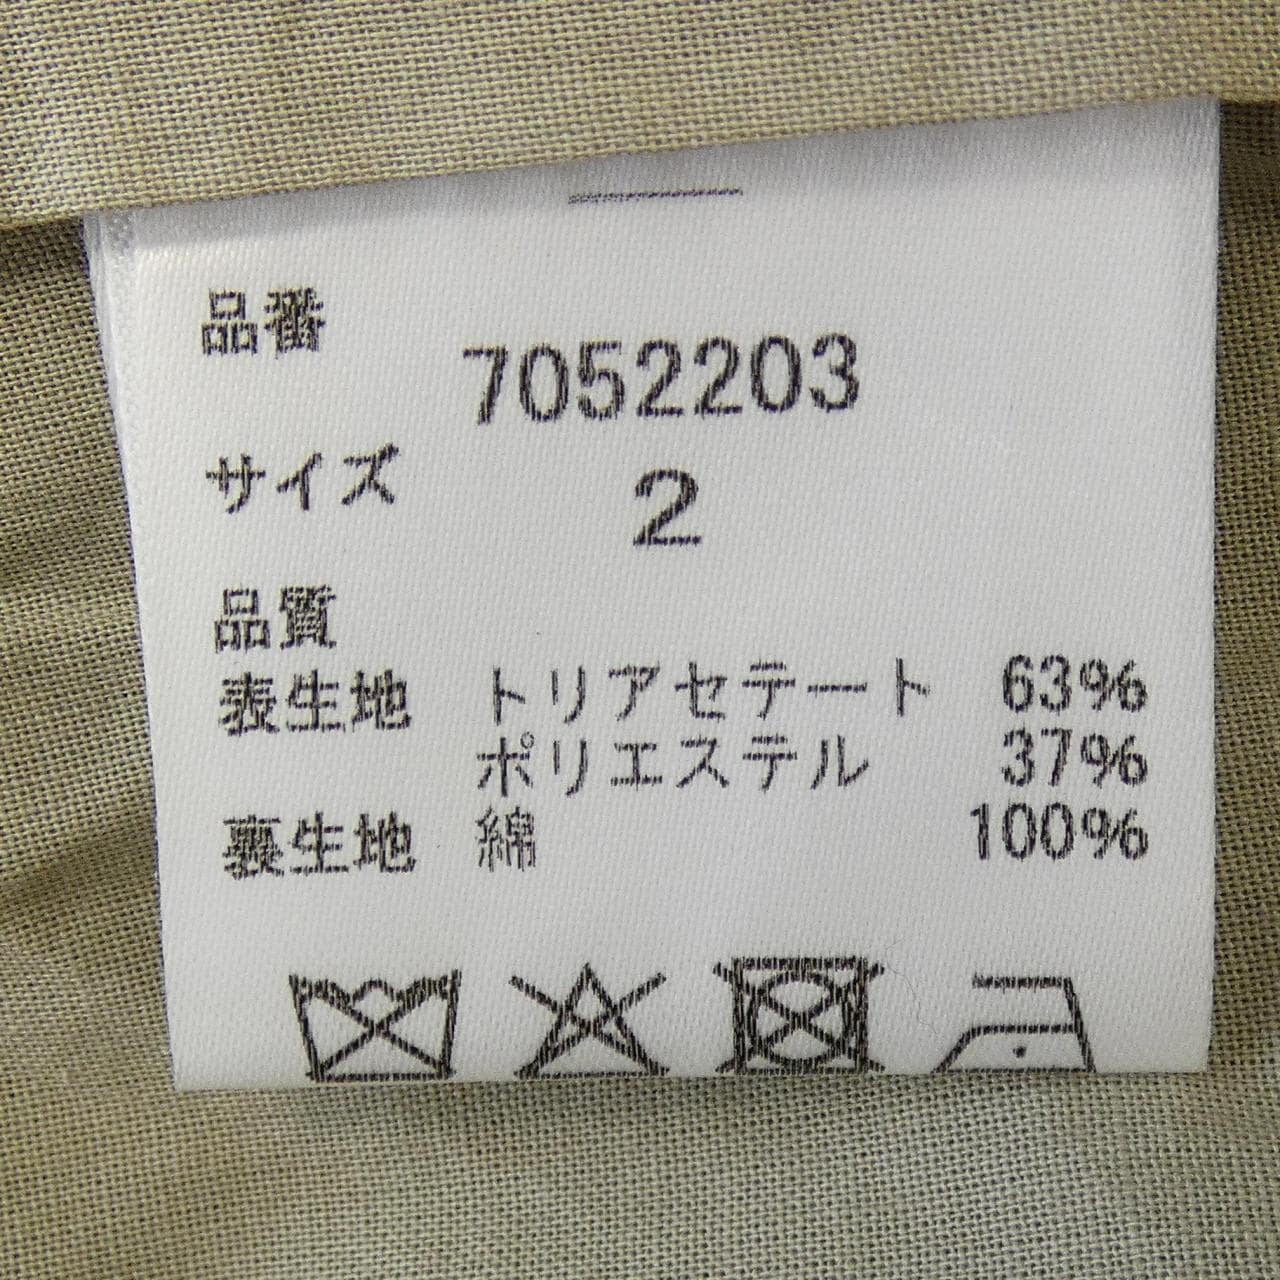 品番
7052203
サイズ 2
品質
表生地 トリアセテート 63%
ポリエステル 37%
裏生地 綿 100%